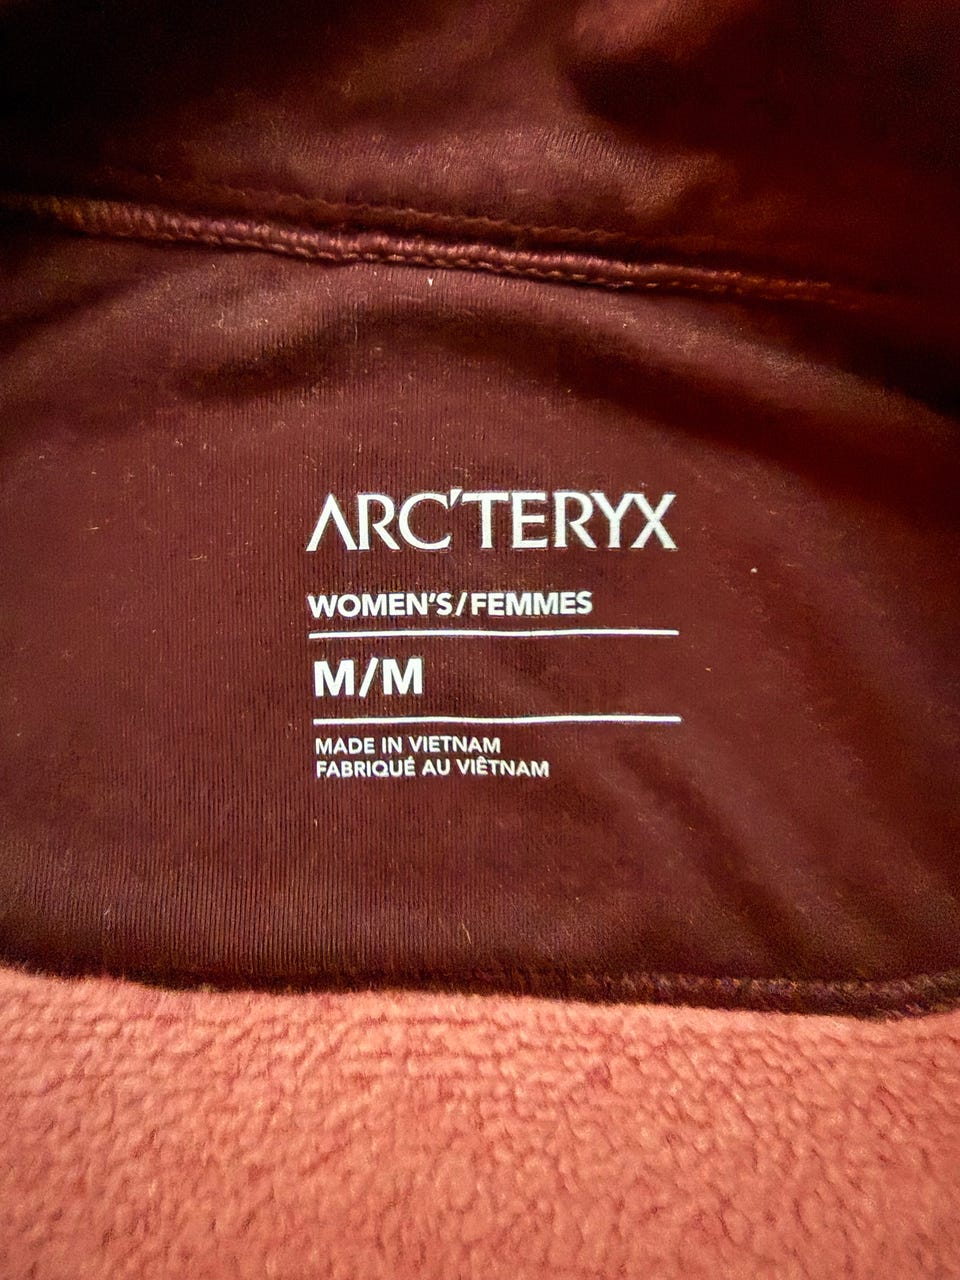 ARC'TERYX
WOMEN'S/FEMMES
M/M
MADE IN VIETNAM
FABRIQUÉ AU VIÊTNAM